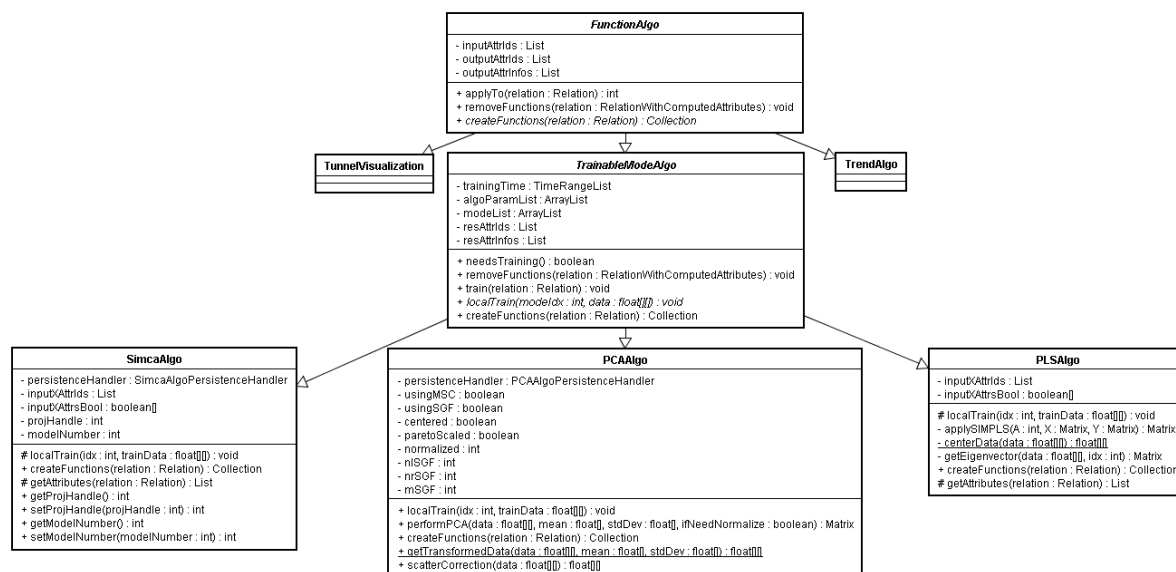 FunctionAlgo
- inputAttrIds : List
- outputAttrIds : List
- outputAttrInfos : List
+ applyTo(relation : Relation) : int
+ removeFunctions(relation : RelationWithComputedAttributes) : void
+ createFunctions(relation : Relation) : Collection
TunnelVisualization
TrainableModeAlgo
- trainingTime : TimeRangeList
- algoParamList : ArrayList
- modeList : ArrayList
- resAttrIds : List
- resAttrInfos : List
+ needsTraining() : boolean
+ removeFunctions(relation : RelationWithComputedAttributes) : void
+ train(relation : Relation) : void
+ localTrain(modeIdx : int, data : float[][]) : void
+ createFunctions(relation : Relation) : Collection
TrendAlgo
SimcaAlgo
- persistenceHandler : SimcaAlgoPersistenceHandler
- inputXAttrIds : List
- inputXAttrsBool : boolean[]
- projHandle : int
- modelNumber : int
# localTrain(idx : int, trainData : float[][]) : void
+ createFunctions(relation : Relation) : Collection
# getAttributes(relation : Relation) : List
+ getProjHandle() : int
+ setProjHandle(projHandle : int) : int
+ getModelNumber() : int
+ setModelNumber(modelNumber : int) : int
PCAAlgo
- persistenceHandler : PCAAlgoPersistenceHandler
- usingMSC : boolean
- usingSGF : boolean
- centered : boolean
- paretoScaled : boolean
- normalized : int
- nlSGF : int
- nrSGF : int
- mSGF : int
+ localTrain(idx : int, trainData : float[][]) : void
+ performPCA(data : float[][], mean : float[], stdDev : float[], ifNeedNormalize : boolean) : Matrix
+ createFunctions(relation : Relation) : Collection
+ getTransformedData(data : float[][], mean : float[], stdDev : float[]) : float[][]
+ scatterCorrection(data : float[][]) : float[][]
PLSAlgo
- inputXAttrIds : List
- inputXAttrsBool : boolean[]
# localTrain(idx : int, trainData : float[][]) : void
- applySIMPLS(A : int, X : Matrix, Y : Matrix) : Matrix
- centerData(data : float[][]) : float[][]
- getEigenvector(data : float[][], idx : int) : Matrix
+ createFunctions(relation : Relation) : Collection
# getAttributes(relation : Relation) : List